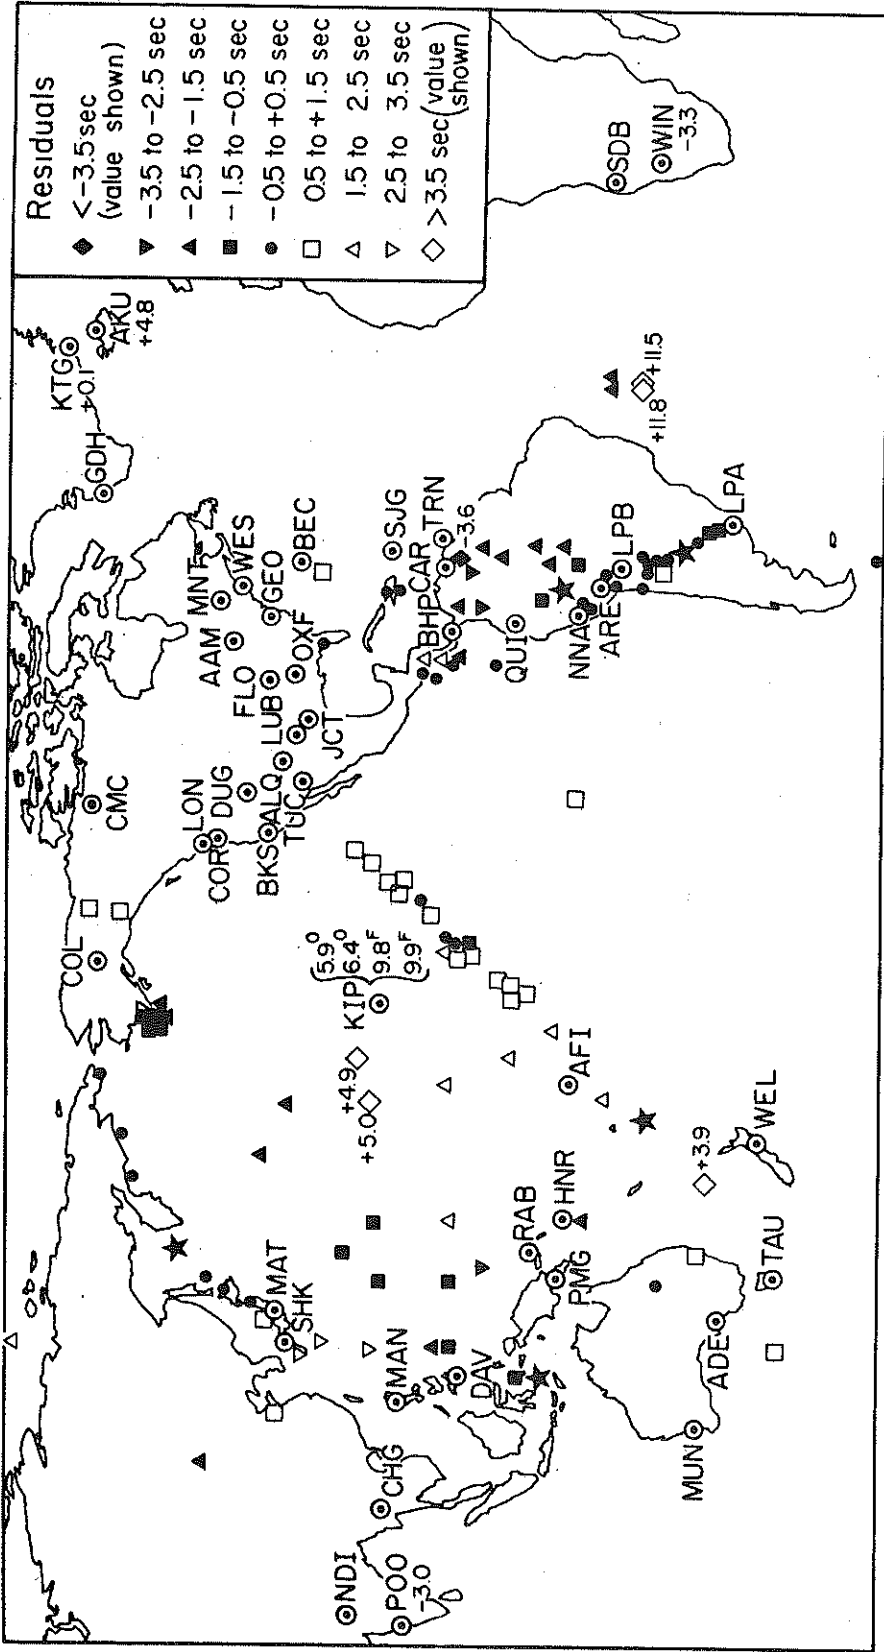 Residuals
<-3.5 sec
(value shown)
-3.5 to -2.5 sec
-2.5 to -1.5 sec
-1.5 to -0.5 sec
-0.5 to +0.5 sec
0.5 to +1.5 sec
1.5 to 2.5 sec
2.5 to 3.5 sec
>3.5 sec (value
shown)
KTG
+0.1
AKU
+4.8
GDH
CMC
COL
MNT
WES
AAM
GEO
BEC
FLO
OXF
LUB
JCT
LON
COR
DUG
BKS
ALQ
TUC
SJG
TRN
CAR
-3.6
BHP
QUI
NNA
ARE
LPB
LPA
+11.8
+11.5
SDB
WIN
-3.3
KIP
5.9 O
6.4 O
9.8 F
9.9 F
+4.9
+5.0
AFI
WEL
+3.9
MAT
SHK
MAN
DAV
RAB
HNR
PMG
TAU
ADE
MUN
CHG
NDI
POO
-3.0